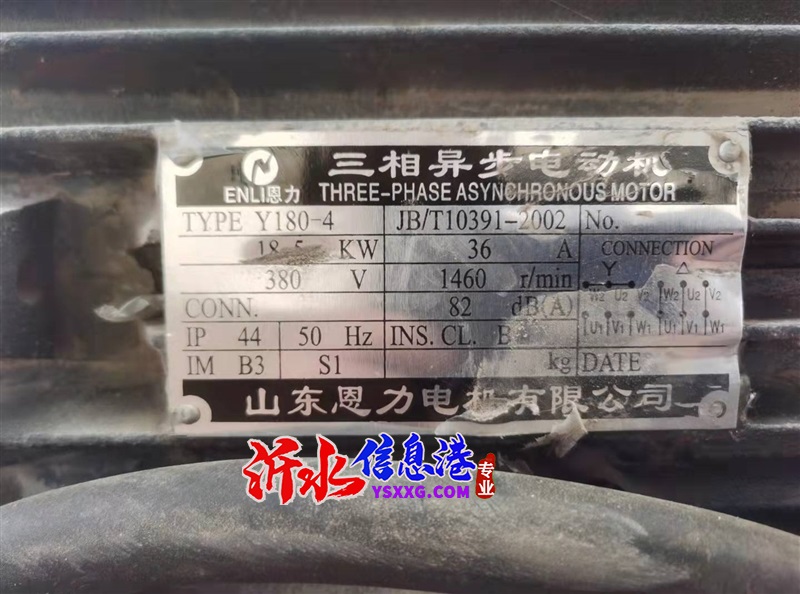 三相异步电动机
ENLI恩力 THREE-PHASE ASYNCHRONOUS MOTOR
TYPE Y180-4 JB/T10391-2002 No.
18.5 KW 36 A CONNECTION
380 V 1460 r/min Y △
CONN. 82 dB(A) W2 U2 V2 W2 U2 V2
IP 44 50 Hz INS. CL. B U1 V1 W1 U1 V1 W1
IM B3 S1 kg DATE
山东恩力电机有限公司
沂水信息港 专业
YSXXG.COM